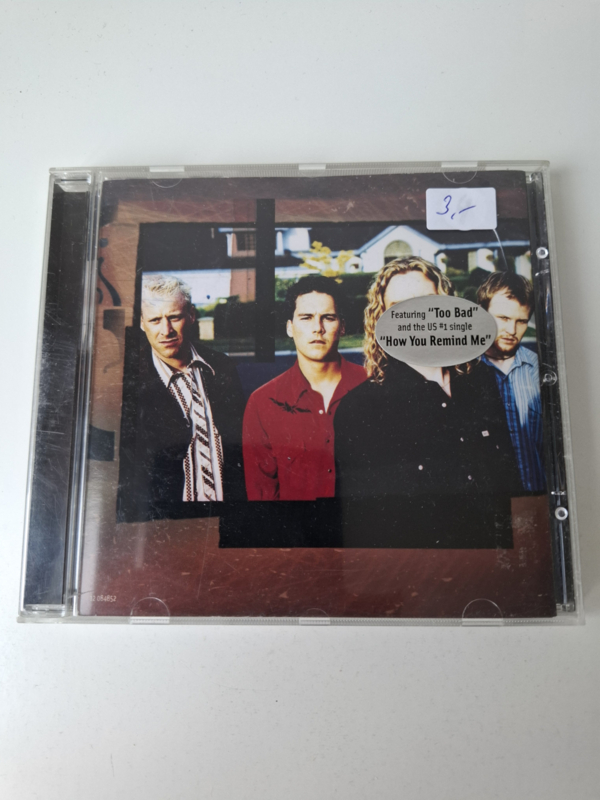 3,-
Featuring "Too Bad"
and the US #1 single
"How You Remind Me"